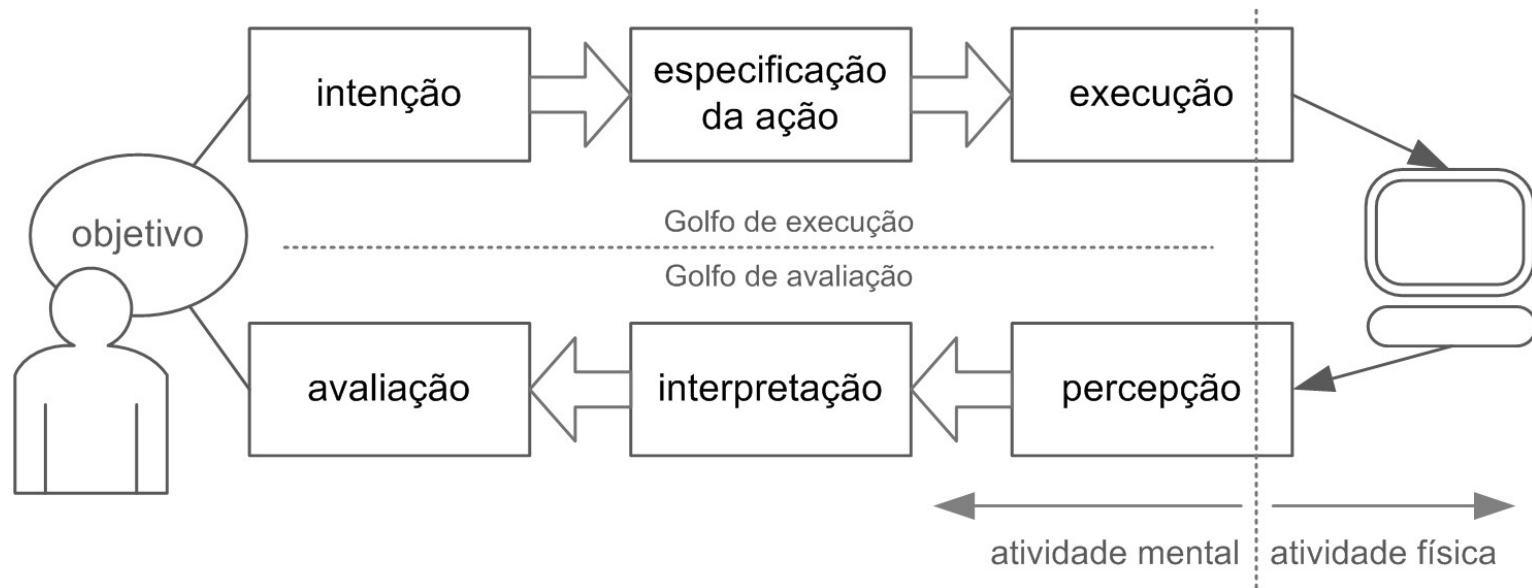 intenção
especificação
da ação
execução
objetivo
Golfo de execução
Golfo de avaliação
avaliação
interpretação
percepção
atividade mental
atividade física